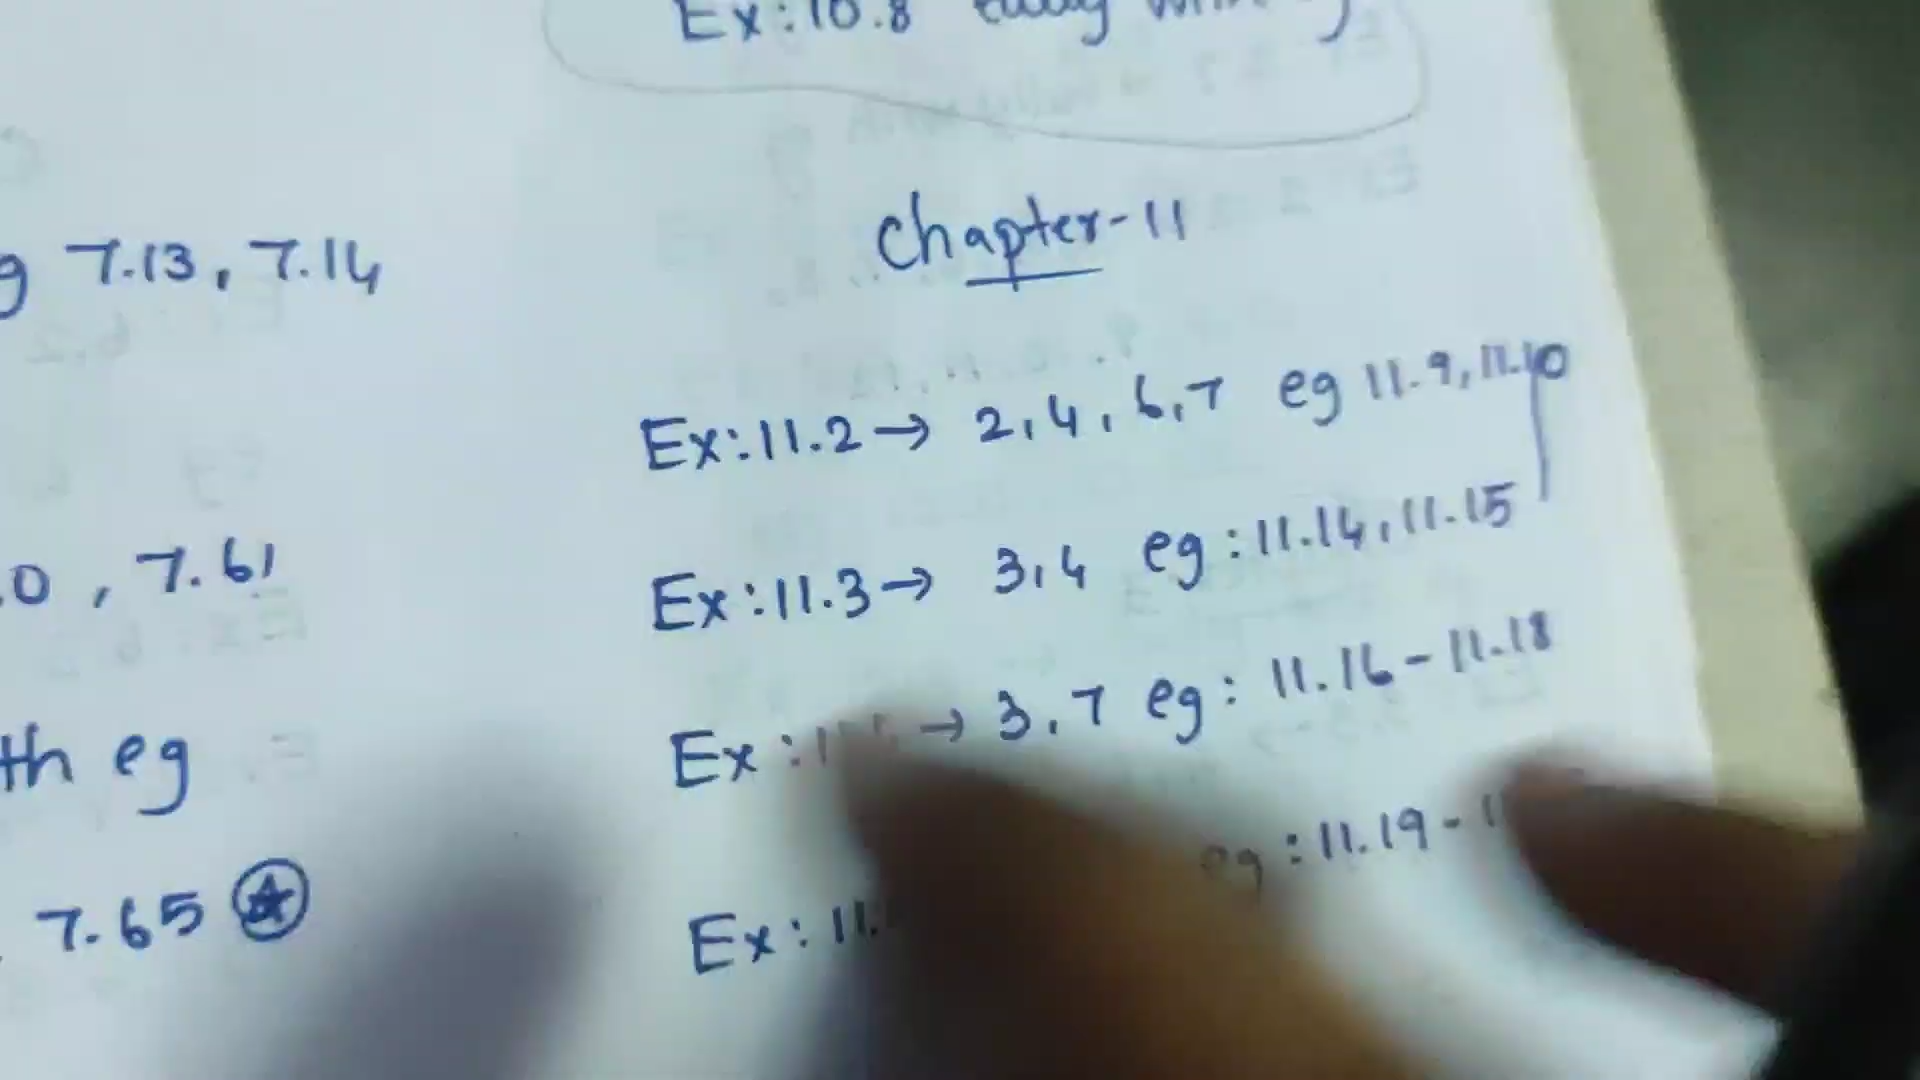 Ex:10.8
g 7.13, 7.14
.0, 7.61
th eg
7.65
Chapter-11
Ex:11.2→ 2,4,6,7 eg 11.9,11.10
Ex:11.3→ 3,4 eg:11.14,11.15
Ex: → 3,7 eg: 11.16-11.18
eg:11.19-
Ex:11.